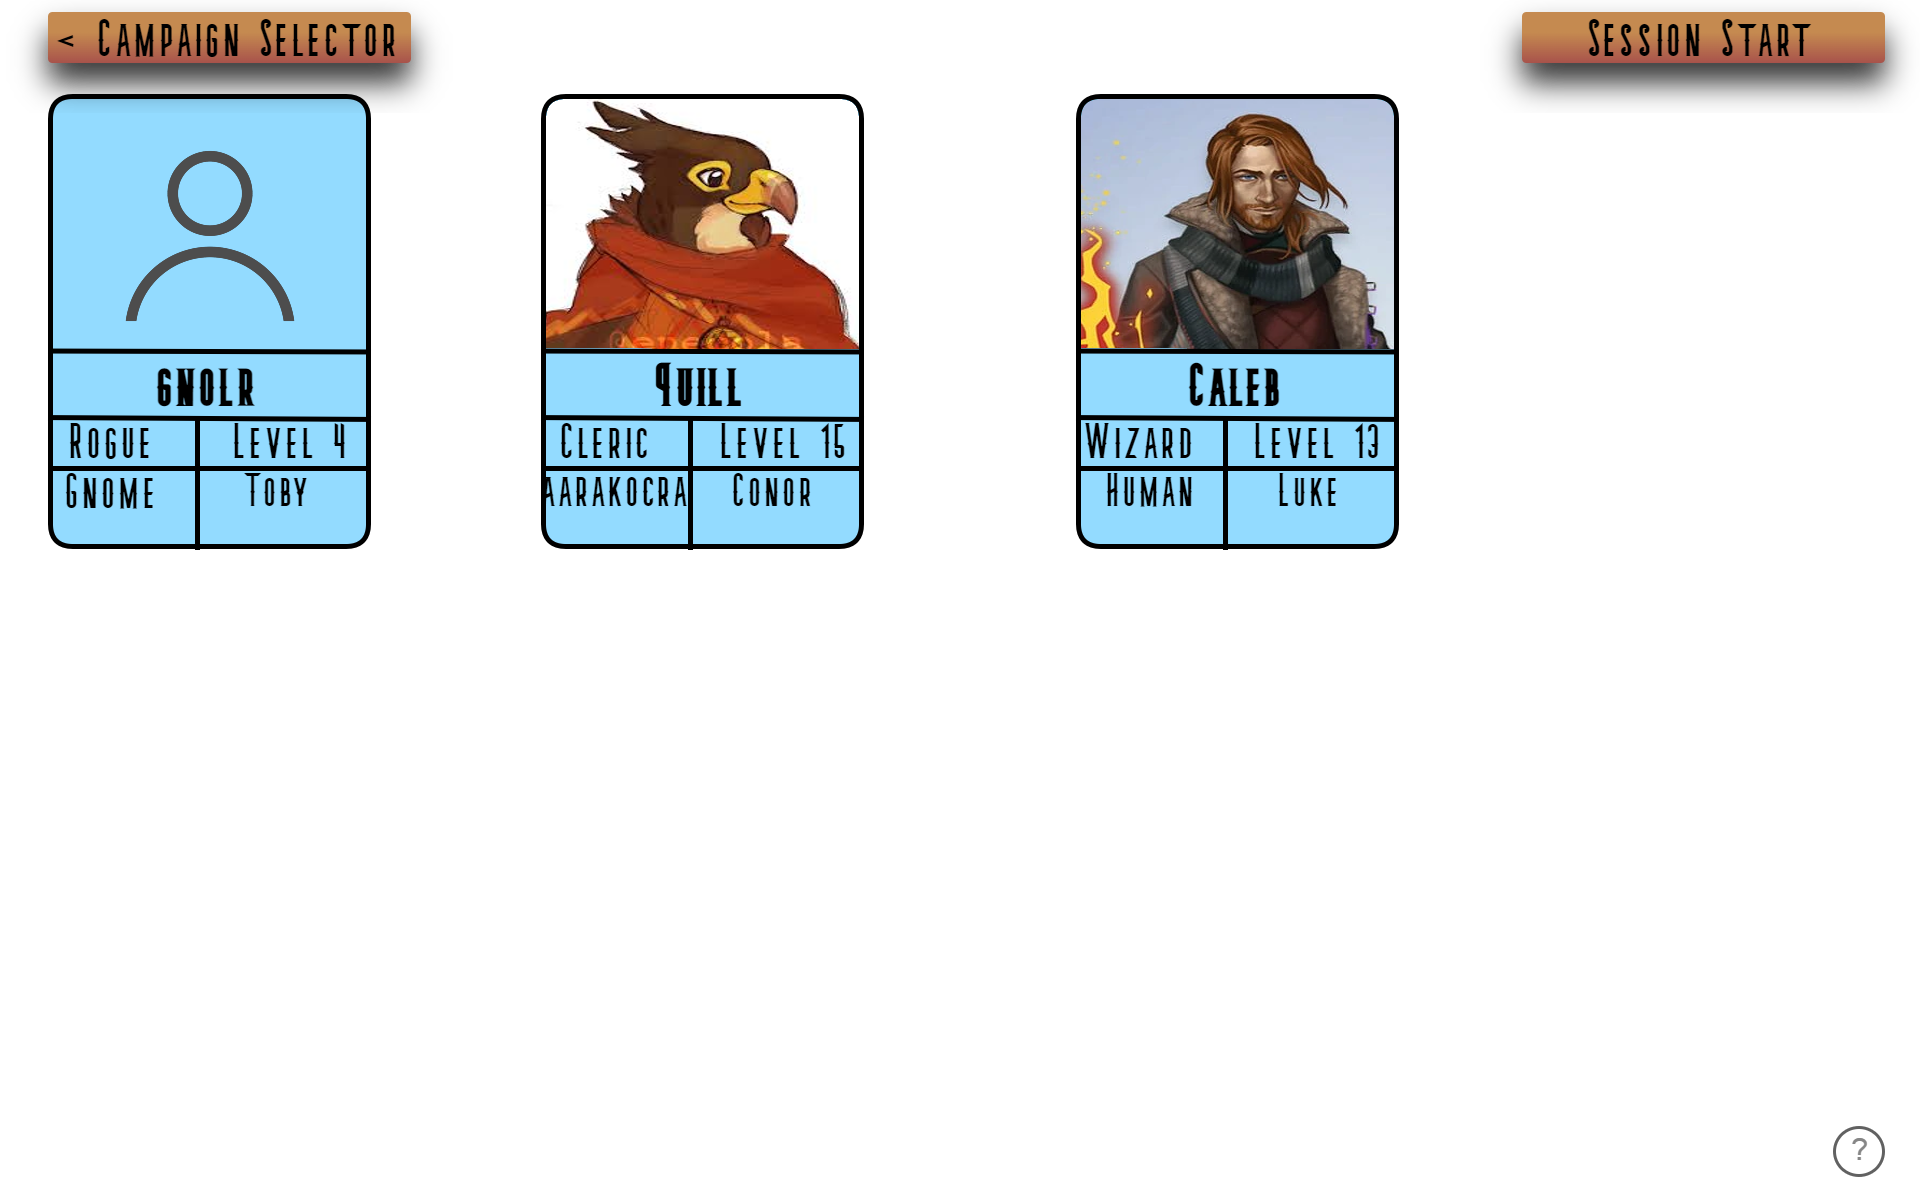 < Campaign Selector
Session Start
gnolr
Rogue
Level 4
Gnome
Toby
Quill
Cleric
Level 15
Aarakocra
Conor
Caleb
Wizard
Level 13
Human
Luke
?